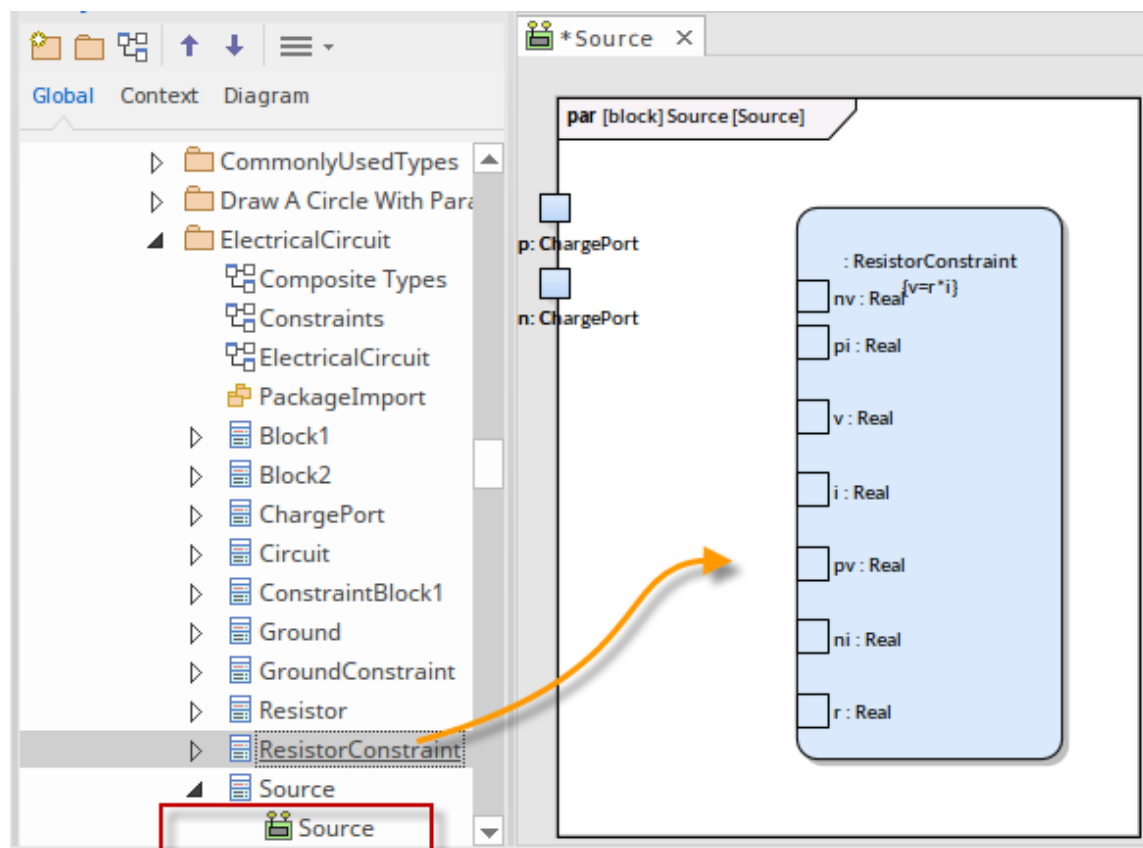 Global Context Diagram
CommonlyUsedTypes
Draw A Circle With Para
ElectricalCircuit
Composite Types
Constraints
ElectricalCircuit
PackageImport
Block1
Block2
ChargePort
Circuit
ConstraintBlock1
Ground
GroundConstraint
Resistor
ResistorConstraint
Source
Source
*Source ×
par [block] Source [Source]
p: ChargePort
n: ChargePort
: ResistorConstraint
{v=r*i}
nv : Real
pi : Real
v : Real
i : Real
pv : Real
ni : Real
r : Real